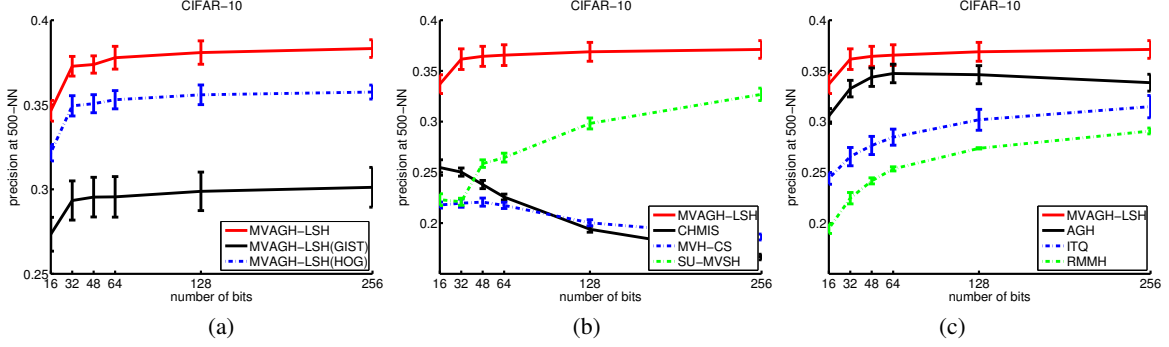 CIFAR-10
0.4
0.35
0.3
0.25
precision at 500-NN
16 32 48 64 128 256
number of bits
MVAGH-LSH
MVAGH-LSH(GIST)
MVAGH-LSH(HOG)
(a)
CIFAR-10
0.4
0.35
0.3
0.25
0.2
precision at 500-NN
16 32 48 64 128 256
number of bits
MVAGH-LSH
CHMIS
MVH-CS
SU-MVSH
(b)
CIFAR-10
0.4
0.35
0.3
0.25
0.2
precision at 500-NN
16 32 48 64 128 256
number of bits
MVAGH-LSH
AGH
ITQ
RMMH
(c)